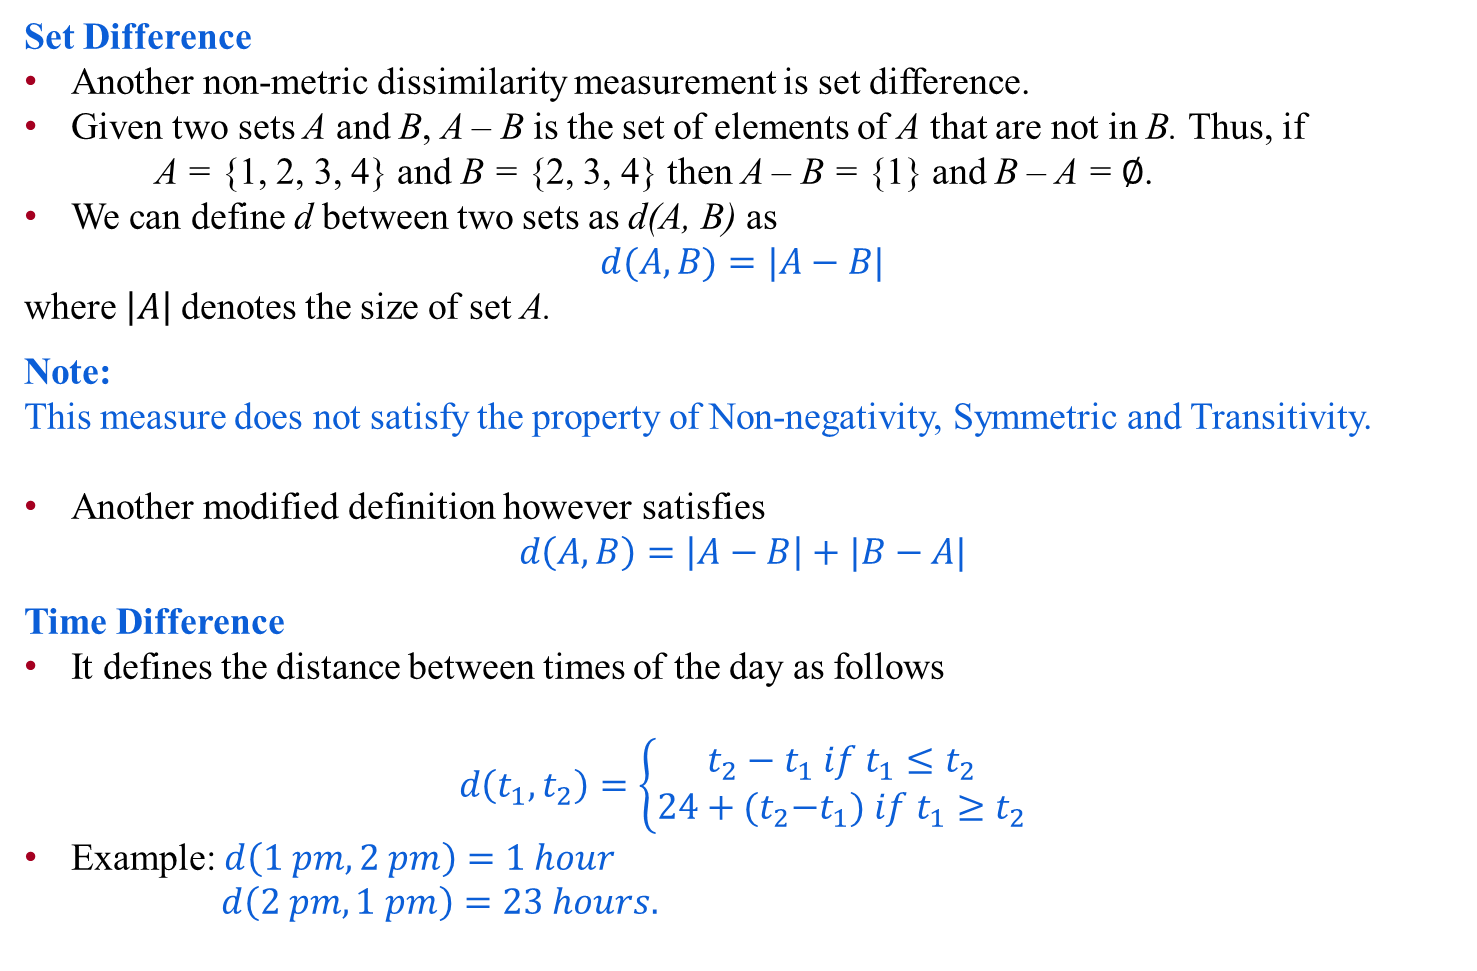 Set Difference
• Another non-metric dissimilarity measurement is set difference.
• Given two sets A and B, A – B is the set of elements of A that are not in B. Thus, if
A = {1, 2, 3, 4} and B = {2, 3, 4} then A – B = {1} and B – A = ∅.
• We can define d between two sets as d(A, B) as
d(A, B) = |A − B|
where |A| denotes the size of set A.
Note:
This measure does not satisfy the property of Non-negativity, Symmetric and Transitivity.
• Another modified definition however satisfies
d(A, B) = |A − B| + |B − A|
Time Difference
• It defines the distance between times of the day as follows
d(t₁, t₂) = { t₂ − t₁ if t₁ ≤ t₂
24 + (t₂−t₁) if t₁ ≥ t₂
• Example: d(1 pm, 2 pm) = 1 hour
d(2 pm, 1 pm) = 23 hours.